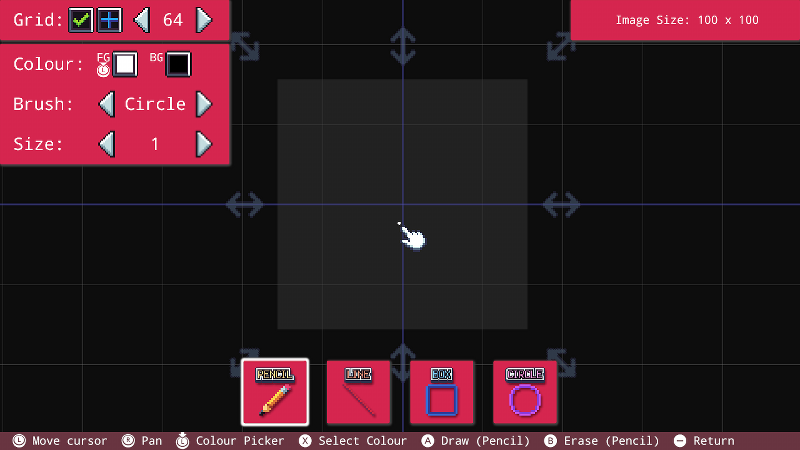 Grid: 64
Image Size: 100 x 100
Colour: FG L BG
Brush: Circle
Size: 1
PENCIL LINE BOX CIRCLE
L Move cursor R Pan L Colour Picker X Select Colour A Draw (Pencil) B Erase (Pencil) − Return